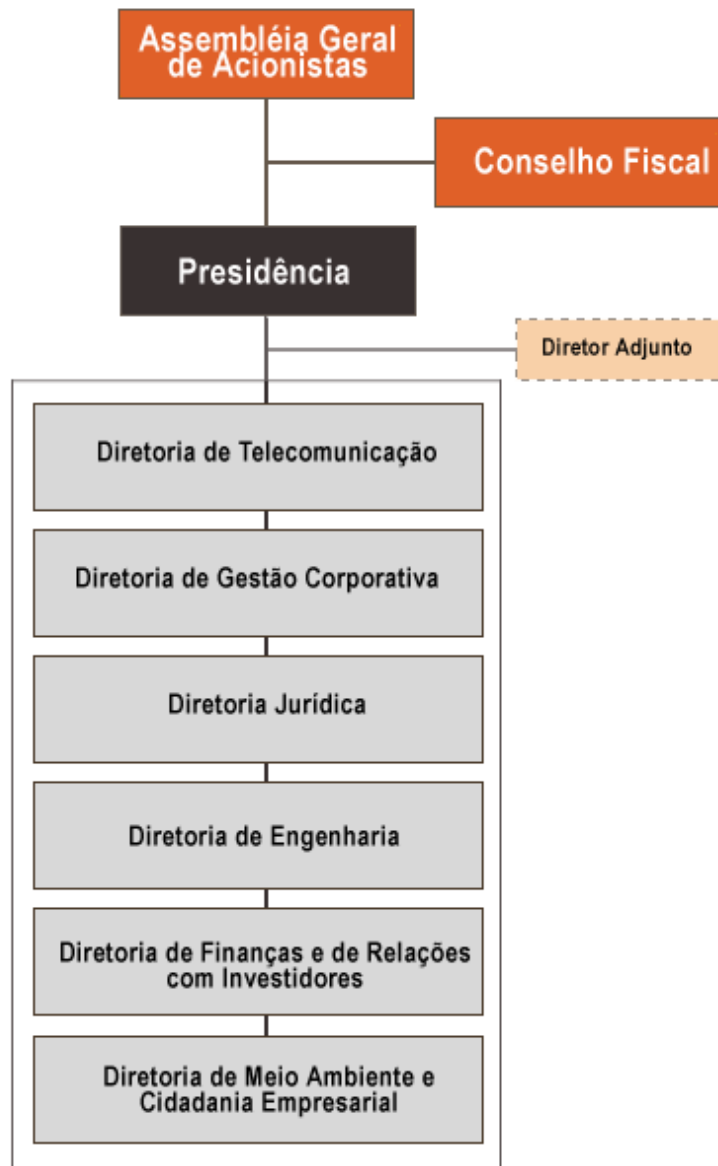 Assembléia Geral
de Acionistas
Conselho Fiscal
Presidência
Diretor Adjunto
Diretoria de Telecomunicação
Diretoria de Gestão Corporativa
Diretoria Jurídica
Diretoria de Engenharia
Diretoria de Finanças e de Relações
com Investidores
Diretoria de Meio Ambiente e
Cidadania Empresarial